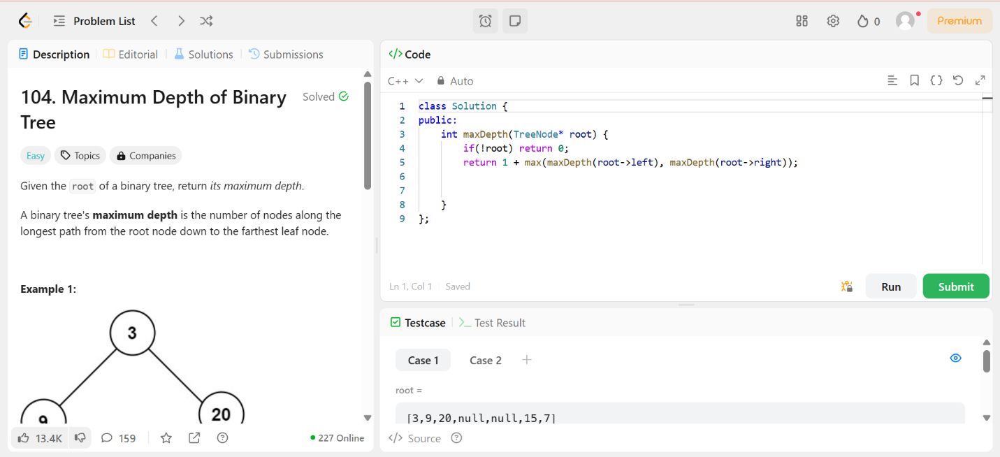 Problem List
0
Premium
Description
Editorial
Solutions
Submissions
104. Maximum Depth of Binary
Tree
Solved
Easy
Topics
Companies
Given the root of a binary tree, return its maximum depth.
A binary tree's maximum depth is the number of nodes along the
longest path from the root node down to the farthest leaf node.
Example 1:
3
9
20
13.4K
159
227 Online
</> Code
C++
Auto
1 class Solution {
2 public:
3     int maxDepth(TreeNode* root) {
4         if(!root) return 0;
5         return 1 + max(maxDepth(root->left), maxDepth(root->right));
6
7
8     }
9 };
Ln 1, Col 1
Saved
Run
Submit
Testcase
Test Result
Case 1
Case 2
root =
[3,9,20,null,null,15,7]
</> Source